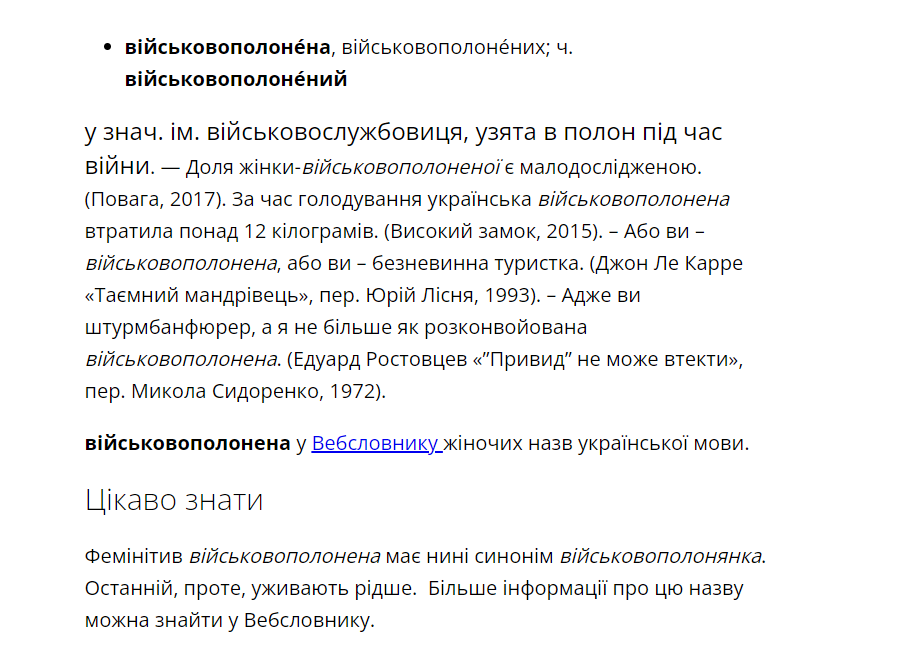 військовополоне́на, військовополоне́них; ч.
військовополоне́ний
у знач. ім. військовослужбовиця, узята в полон під час
війни. — Доля жінки-військовополоненої є малодослідженою.
(Повага, 2017). За час голодування українська військовополонена
втратила понад 12 кілограмів. (Високий замок, 2015). – Або ви –
військовополонена, або ви – безневинна туристка. (Джон Ле Карре
«Таємний мандрівець», пер. Юрій Лісня, 1993). – Адже ви
штурмбанфюрер, а я не більше як розконвойована
військовополонена. (Едуард Ростовцев «”Привид” не може втекти»,
пер. Микола Сидоренко, 1972).
військовополонена у Вебсловнику жіночих назв української мови.
Цікаво знати
Фемінітив військовополонена має нині синонім військовополонянка.
Останній, проте, уживають рідше.  Більше інформації про цю назву
можна знайти у Вебсловнику.